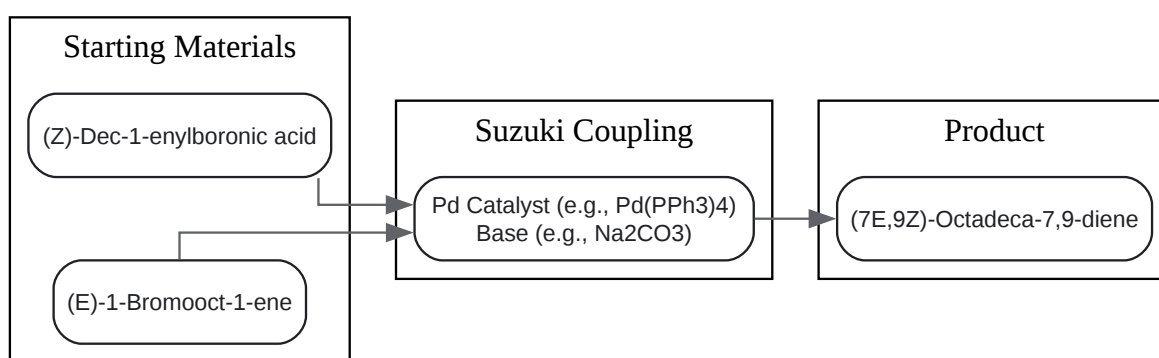 Starting Materials
(Z)-Dec-1-enylboronic acid
(E)-1-Bromooct-1-ene
Suzuki Coupling
Pd Catalyst (e.g., Pd(PPh3)4)
Base (e.g., Na2CO3)
Product
(7E,9Z)-Octadeca-7,9-diene